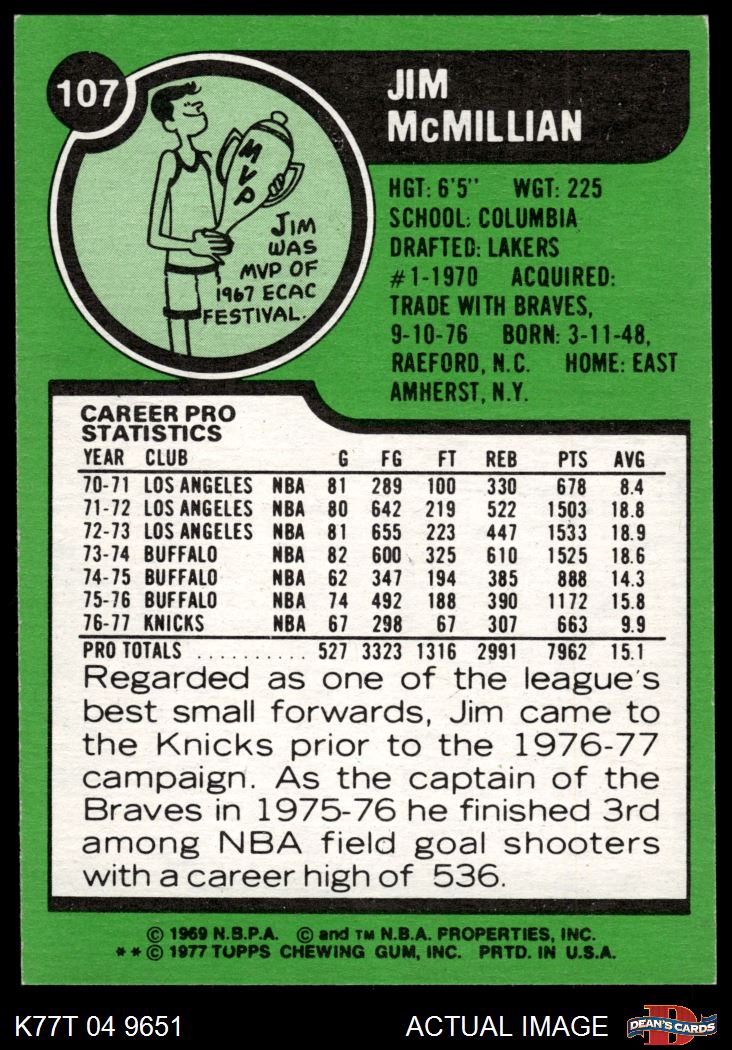 107
JIM
McMILLIAN
MVP
JIM
WAS
MVP OF
1967 ECAC
FESTIVAL.
HGT: 6'5" WGT: 225
SCHOOL: COLUMBIA
DRAFTED: LAKERS
#1-1970 ACQUIRED:
TRADE WITH BRAVES,
9-10-76 BORN: 3-11-48,
RAEFORD, N.C. HOME: EAST
AMHERST, N.Y.
CAREER PRO
STATISTICS
YEAR CLUB G FG FT REB PTS AVG
70-71 LOS ANGELES NBA 81 289 100 330 678 8.4
71-72 LOS ANGELES NBA 80 642 219 522 1503 18.8
72-73 LOS ANGELES NBA 81 655 223 447 1533 18.9
73-74 BUFFALO NBA 82 600 325 610 1525 18.6
74-75 BUFFALO NBA 62 347 194 385 888 14.3
75-76 BUFFALO NBA 74 492 188 390 1172 15.8
76-77 KNICKS NBA 67 298 67 307 663 9.9
PRO TOTALS .......... 527 3323 1316 2991 7962 15.1
Regarded as one of the league's
best small forwards, Jim came to
the Knicks prior to the 1976-77
campaign. As the captain of the
Braves in 1975-76 he finished 3rd
among NBA field goal shooters
with a career high of 536.
© 1969 N.B.P.A. © and TM N.B.A. PROPERTIES, INC.
**© 1977 TOPPS CHEWING GUM, INC. PRTD. IN U.S.A.
K77T 04 9651 ACTUAL IMAGE DEAN'S CARDS